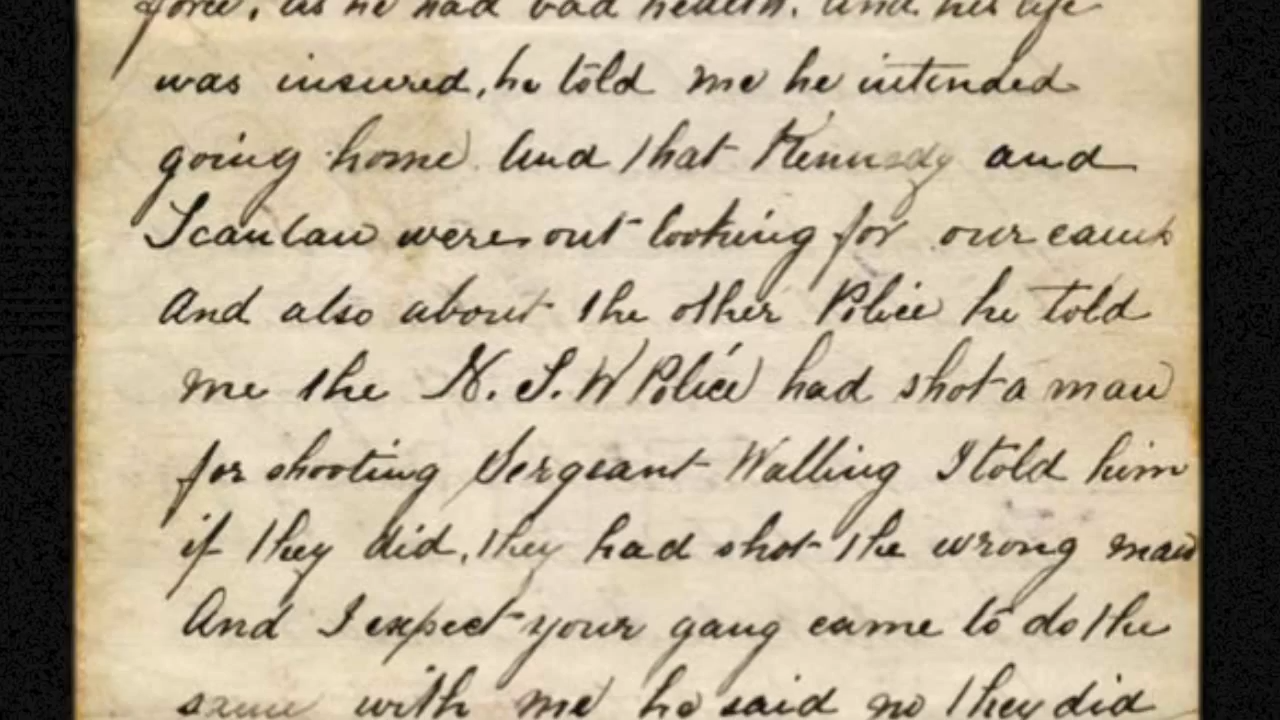 force, as he had bad health, and his life
was insured, he told me he intended
going home. And that Kennedy and
Scanlan were out looking for our camp
And also about the other Police he told
me the N.S.W Police had shot a man
for shooting Sergeant Walling I told him
if they did, they had shot the wrong man
And I expect your gang came to do the
same with me he said no they did